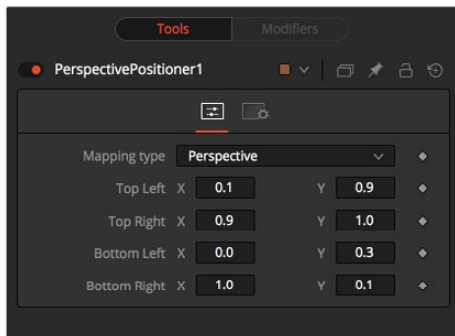 Tools Modifiers
PerspectivePositioner1
Mapping type Perspective
Top Left X 0.1 Y 0.9
Top Right X 0.9 Y 1.0
Bottom Left X 0.0 Y 0.3
Bottom Right X 1.0 Y 0.1